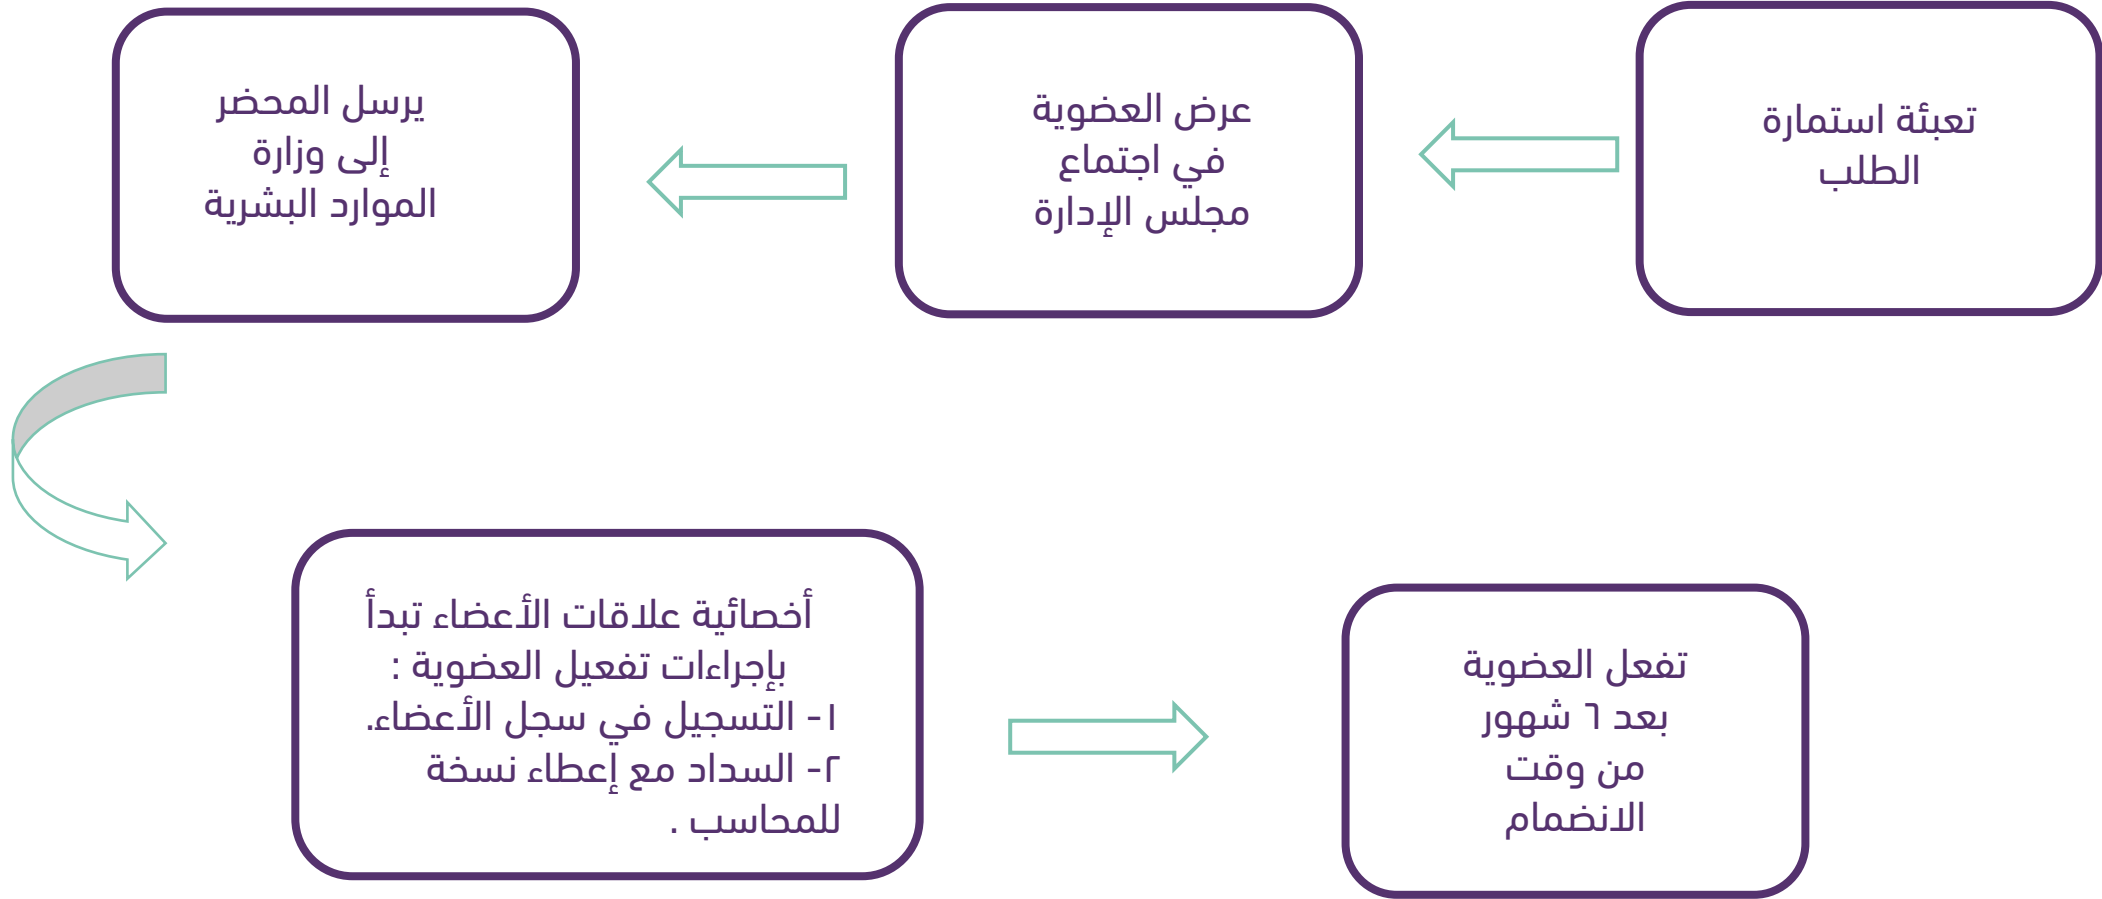 تعبئة استمارة
الطلب
عرض العضوية
في اجتماع
مجلس الإدارة
يرسل المحضر
إلى وزارة
الموارد البشرية
أخصائية علاقات الأعضاء تبدأ
بإجراءات تفعيل العضوية :
١- التسجيل في سجل الأعضاء.
٢- السداد مع إعطاء نسخة
للمحاسب .
تفعل العضوية
بعد ٦ شهور
من وقت
الانضمام